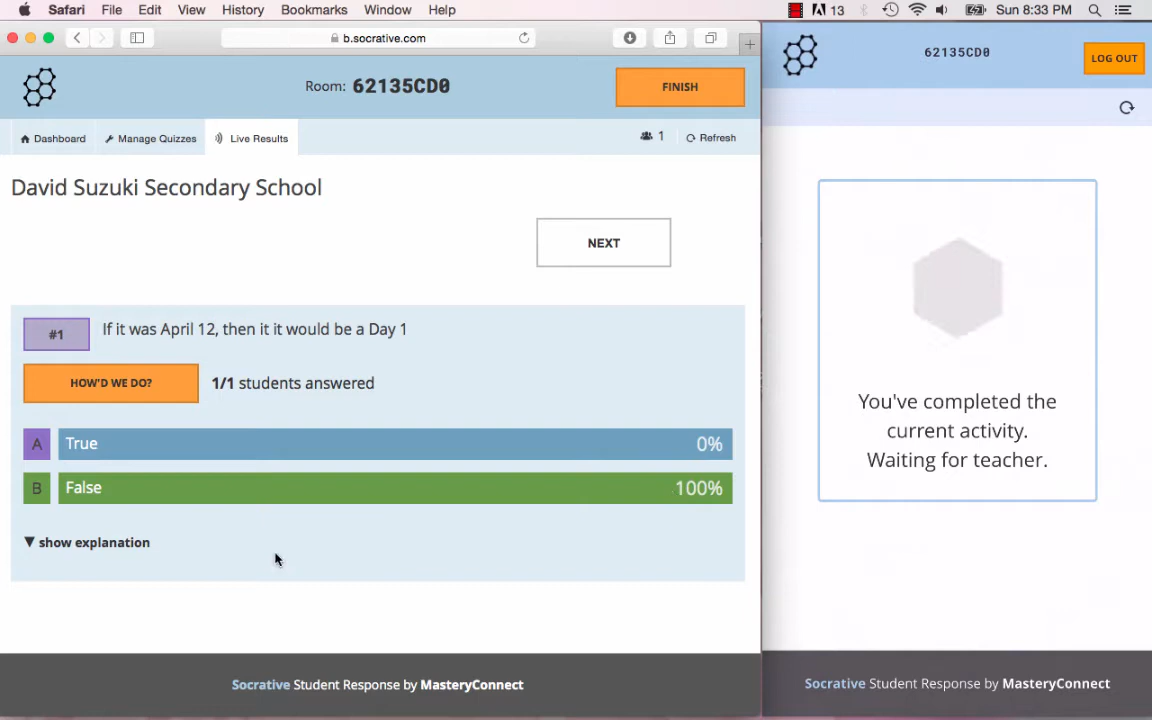 Safari File Edit View History Bookmarks Window Help 13 Sun 8:33 PM
b.socrative.com
Room: 62135CD0
FINISH
Dashboard Manage Quizzes Live Results 1 Refresh
David Suzuki Secondary School
NEXT
#1 If it was April 12, then it it would be a Day 1
HOW'D WE DO? 1/1 students answered
A True 0%
B False 100%
▼ show explanation
Socrative Student Response by MasteryConnect
62135CD0
LOG OUT
You've completed the
current activity.
Waiting for teacher.
Socrative Student Response by MasteryConnect